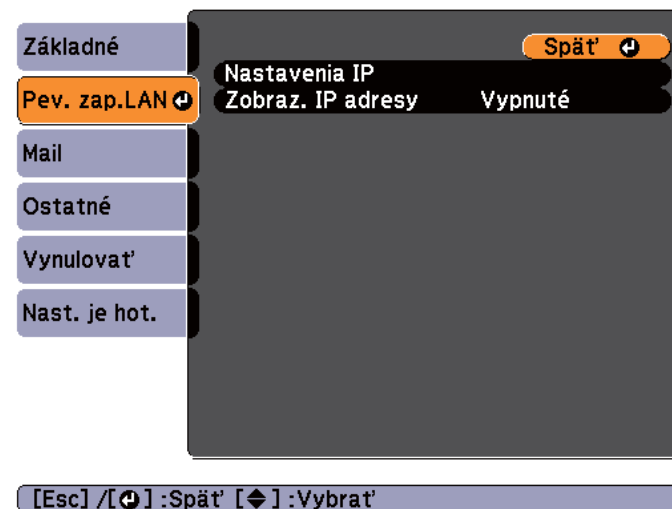 Základné
Pev. zap.LAN
Mail
Ostatné
Vynulovať
Nast. je hot.
Späť
Nastavenia IP
Zobraz. IP adresy Vypnuté
[Esc] /[ ] :Späť [ ] :Vybrať